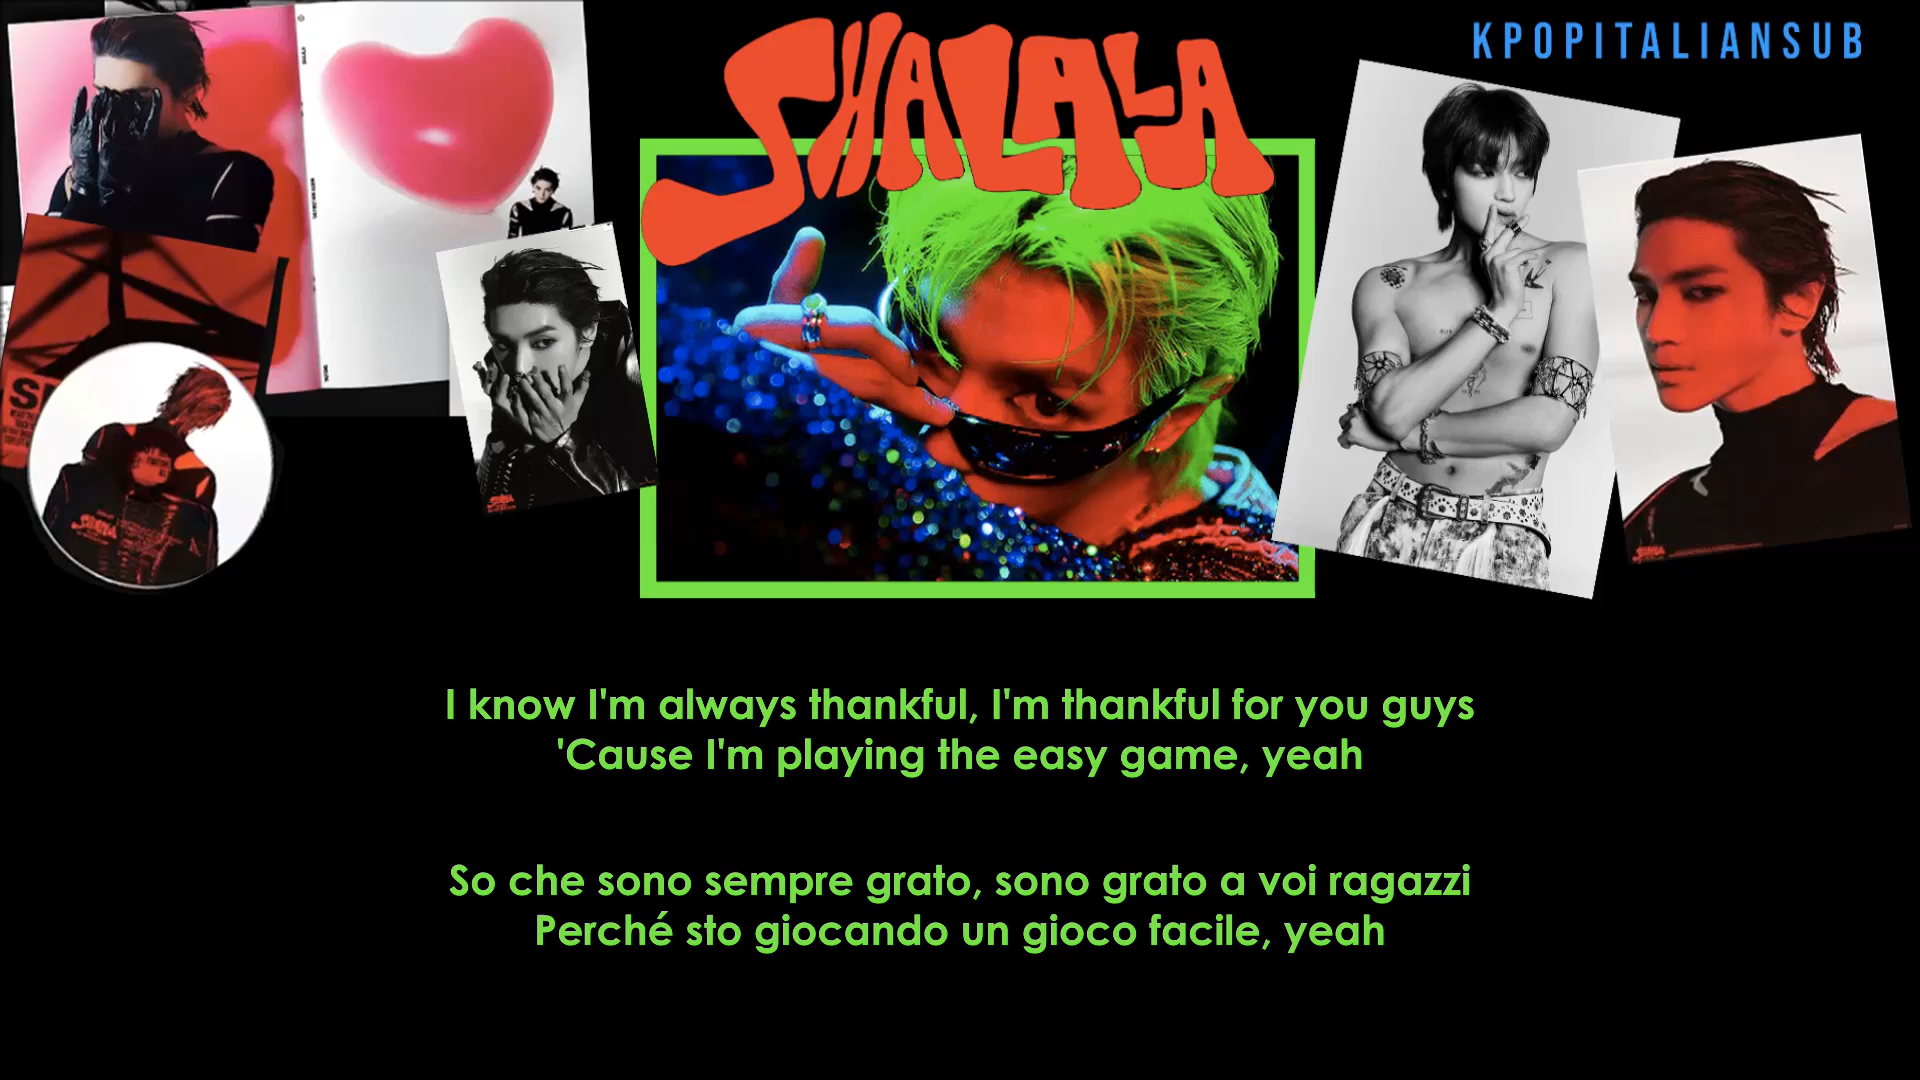 SHALALA
KPOPITALIANSUB
I know I'm always thankful, I'm thankful for you guys
'Cause I'm playing the easy game, yeah
So che sono sempre grato, sono grato a voi ragazzi
Perché sto giocando un gioco facile, yeah